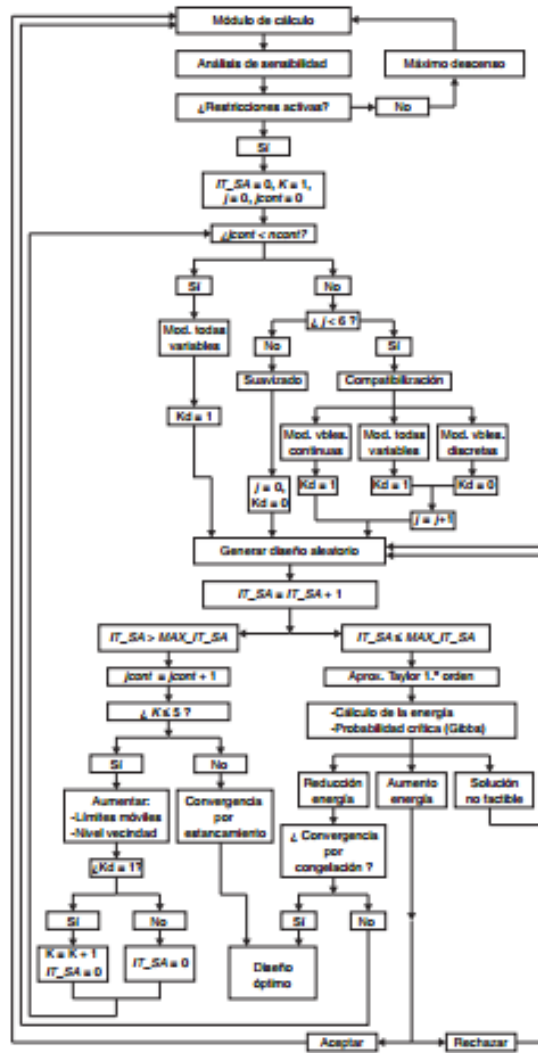 Módulo de cálculo
Análisis de sensibilidad
Máximo descenso
¿Restricciones activas?
No
Sí
IT_SA = 0, K = 1,
j = 0, jcont = 0
¿jcont < ncont?
Sí
No
Mod. todas
variables
¿ j < 6 ?
No
Sí
Suavizado
Compatibilización
Kd = 1
Mod. vbles.
continuas
Mod. todas
variables
Mod. vbles.
discretas
j = 0,
Kd = 0
Kd = 1
Kd = 1
Kd = 0
j = j+1
Generar diseño aleatorio
IT_SA = IT_SA + 1
IT_SA > MAX_IT_SA
IT_SA ≤ MAX_IT_SA
jcont = jcont + 1
Aprox. Taylor 1.er orden
¿ K ≤ 5 ?
-Cálculo de la energía
-Probabilidad crítica (Gibbs)
Sí
No
Reducción
energía
Aumento
energía
Solución
no factible
Aumentar:
-Límites móviles
-Nivel vecindad
Convergencia
por
estancamiento
¿ Convergencia
por
congelación ?
¿Kd = 1?
Sí
No
Sí
No
K = K + 1
IT_SA = 0
IT_SA = 0
Diseño
óptimo
Aceptar
Rechazar